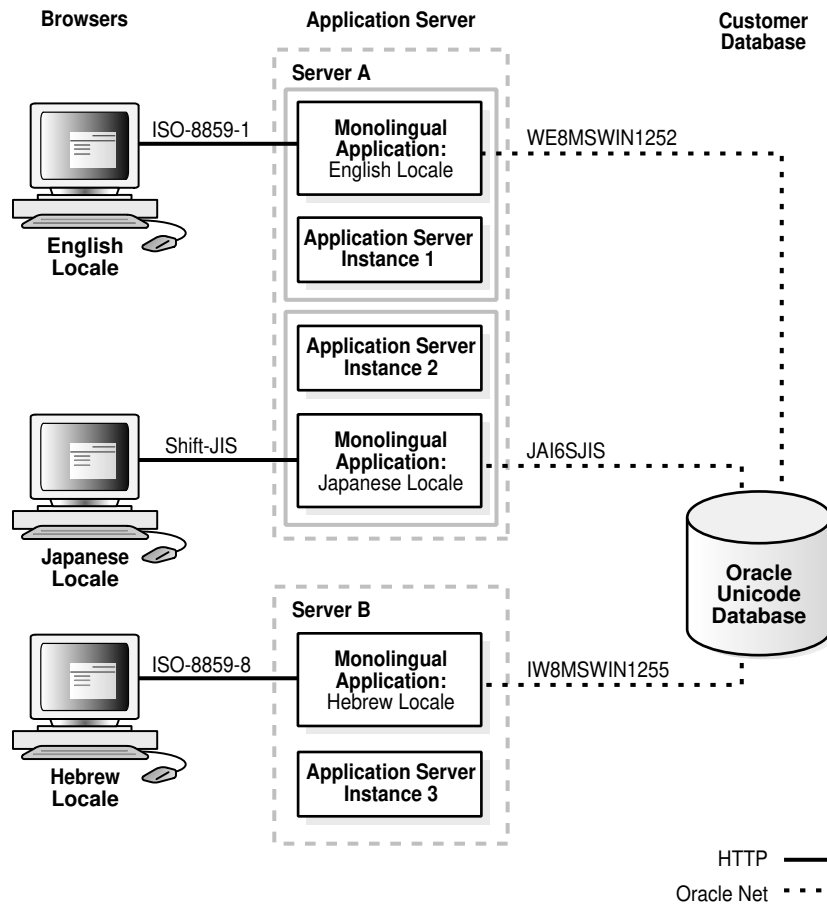 Browsers
Application Server
Customer
Database
Server A
ISO-8859-1
Monolingual
Application:
English Locale
WE8MSWIN1252
English
Locale
Application Server
Instance 1
Application Server
Instance 2
Shift-JIS
Monolingual
Application:
Japanese Locale
JAI6SJIS
Japanese
Locale
Oracle
Unicode
Database
Server B
ISO-8859-8
Monolingual
Application:
Hebrew Locale
IW8MSWIN1255
Hebrew
Locale
Application Server
Instance 3
HTTP
Oracle Net